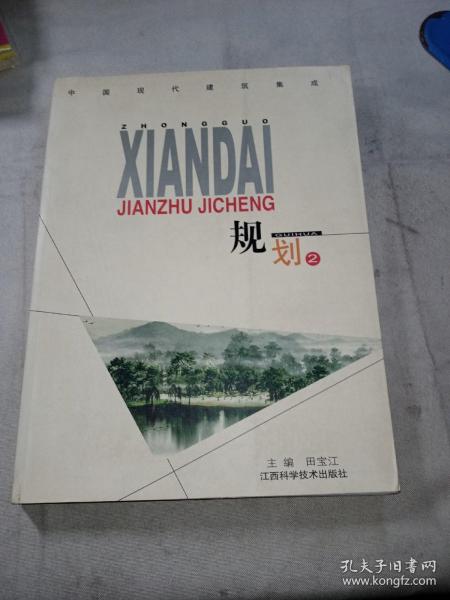 中国现代建筑集成
ZHONGGUO
XIANDAI
JIANZHU JICHENG
规
GUIHUA
划2
主编 田宝江
江西科学技术出版社
孔夫子旧书网
www.kongfz.com